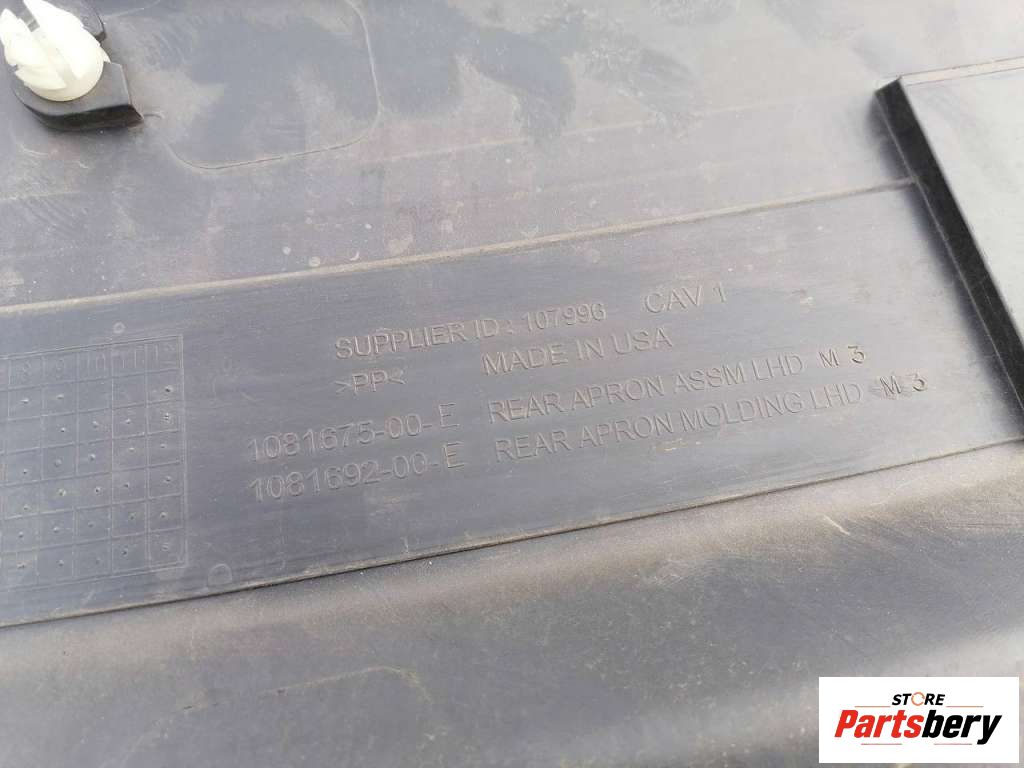 SUPPLIER ID: 107996 CAV 1
>PP< MADE IN USA
1081675-00-E REAR APRON ASSM LHD M 3
1081692-00-E REAR APRON MOLDING LHD M 3
STORE
Partsbery